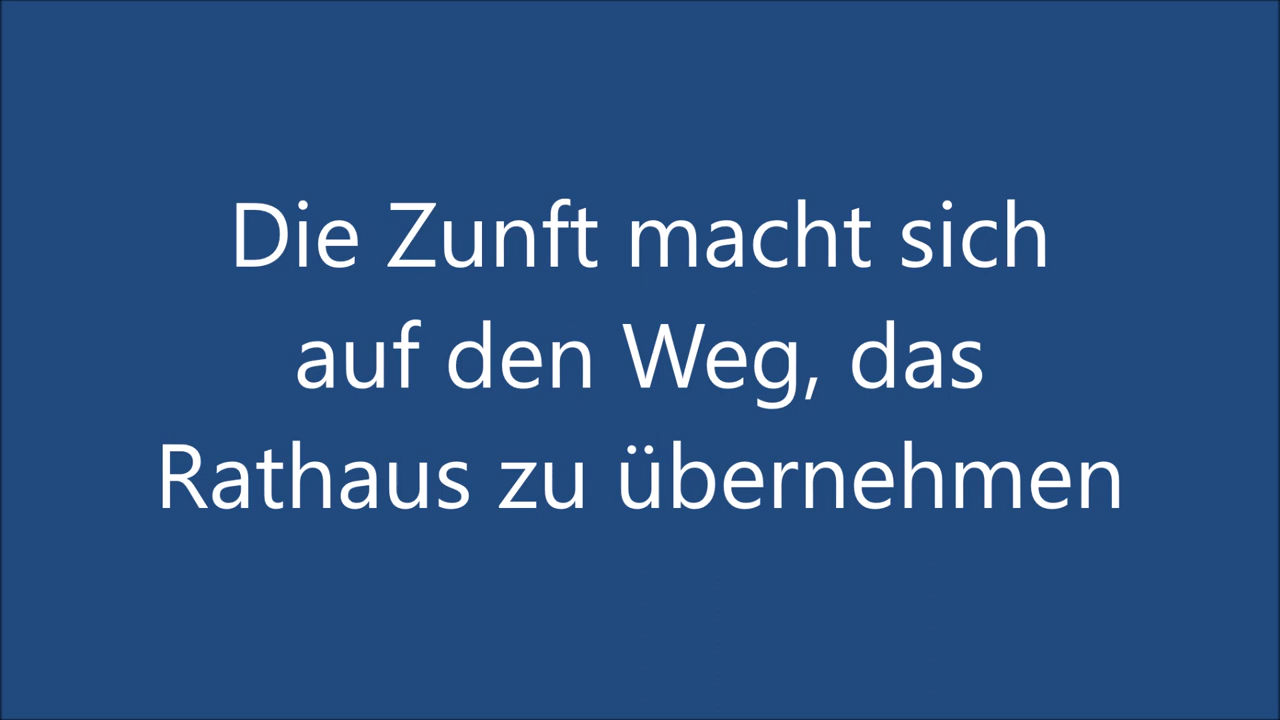 Die Zunft macht sich
auf den Weg, das
Rathaus zu übernehmen